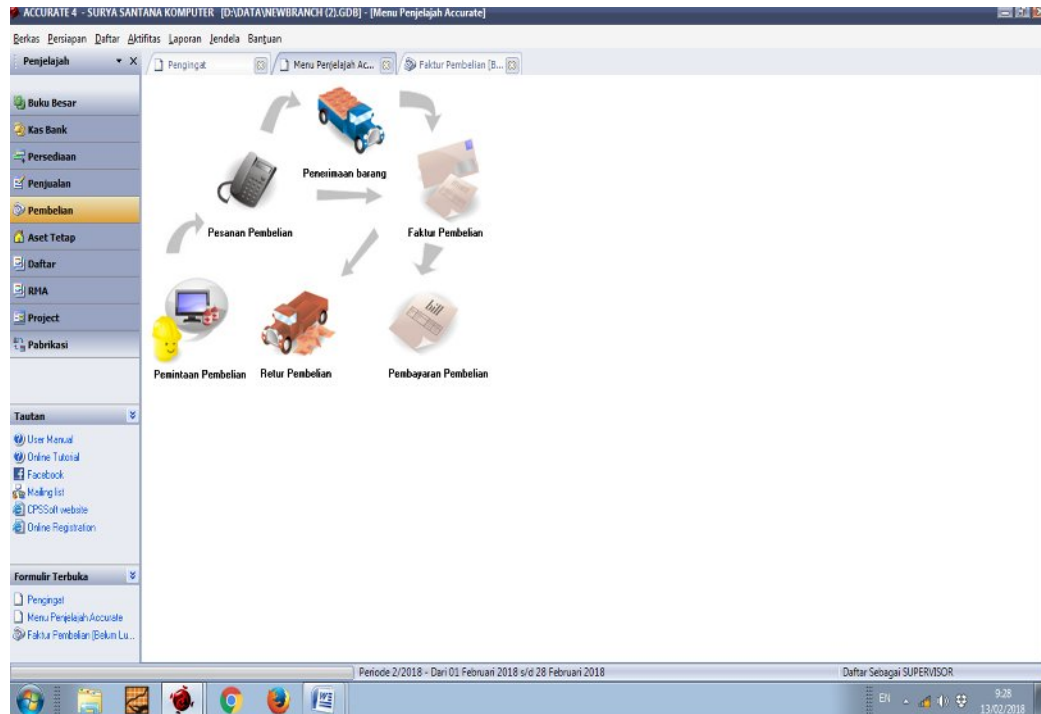 ACCURATE 4 - SURYA SANTANA KOMPUTER [D:\DATA\NEWBRANCH (2).GDB] - [Menu Penjelajah Accurate]
Berkas Persiapan Daftar Aktifitas Laporan Jendela Bantuan
Penjelajah
Pengingat
Menu Penjelajah Ac...
Faktur Pembelian [B...
Buku Besar
Kas Bank
Persediaan
Penjualan
Pembelian
Aset Tetap
Daftar
RMA
Project
Pabrikasi
Penerimaan barang
Pesanan Pembelian
Faktur Pembelian
bill
Permintaan Pembelian
Retur Pembelian
Pembayaran Pembelian
Tautan
User Manual
Online Tutorial
Facebook
Mailing list
CPSSoft website
Online Registration
Formulir Terbuka
Pengingat
Menu Penjelajah Accurate
Faktur Pembelian [Belum Lu...
Periode 2/2018 - Dari 01 Februari 2018 s/d 28 Februari 2018
Daftar Sebagai SUPERVISOR
EN
9:28
13/02/2018